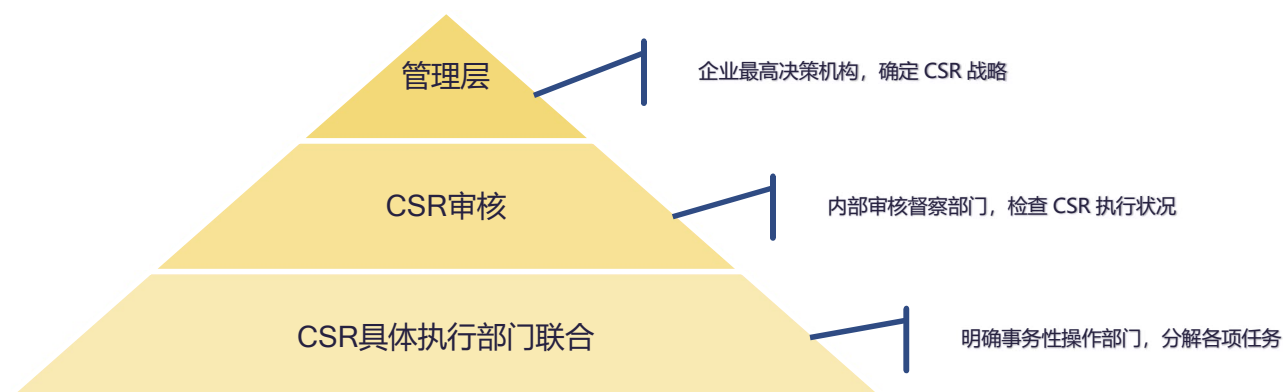 管理层
企业最高决策机构，确定 CSR 战略
CSR审核
内部审核督察部门，检查 CSR 执行状况
CSR具体执行部门联合
明确事务性操作部门，分解各项任务